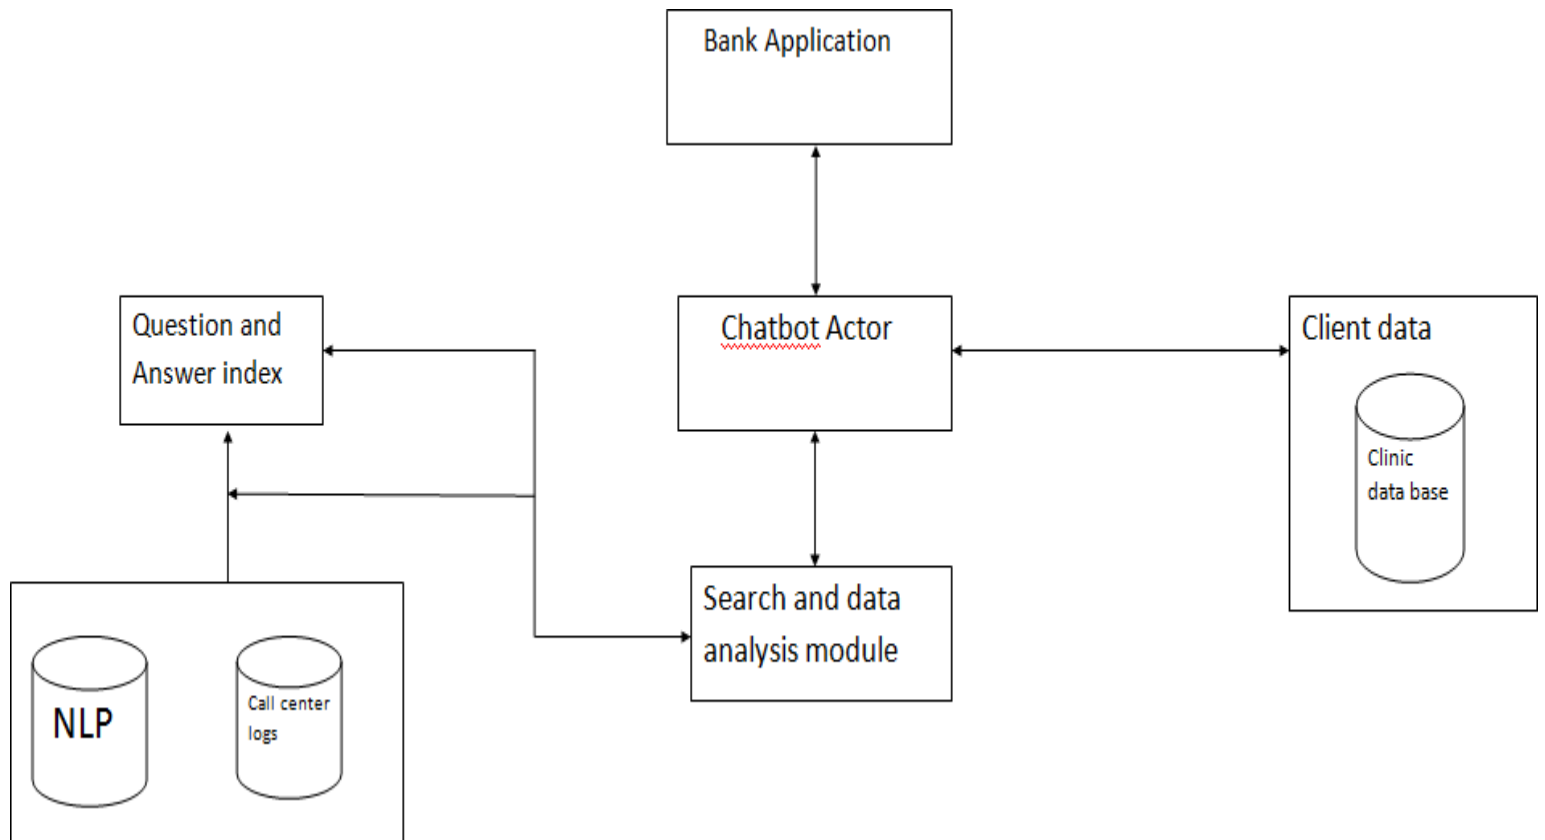 Bank Application
Question and
Answer index
Chatbot Actor
Client data
Clinic
data base
Search and data
analysis module
NLP
Call center
logs